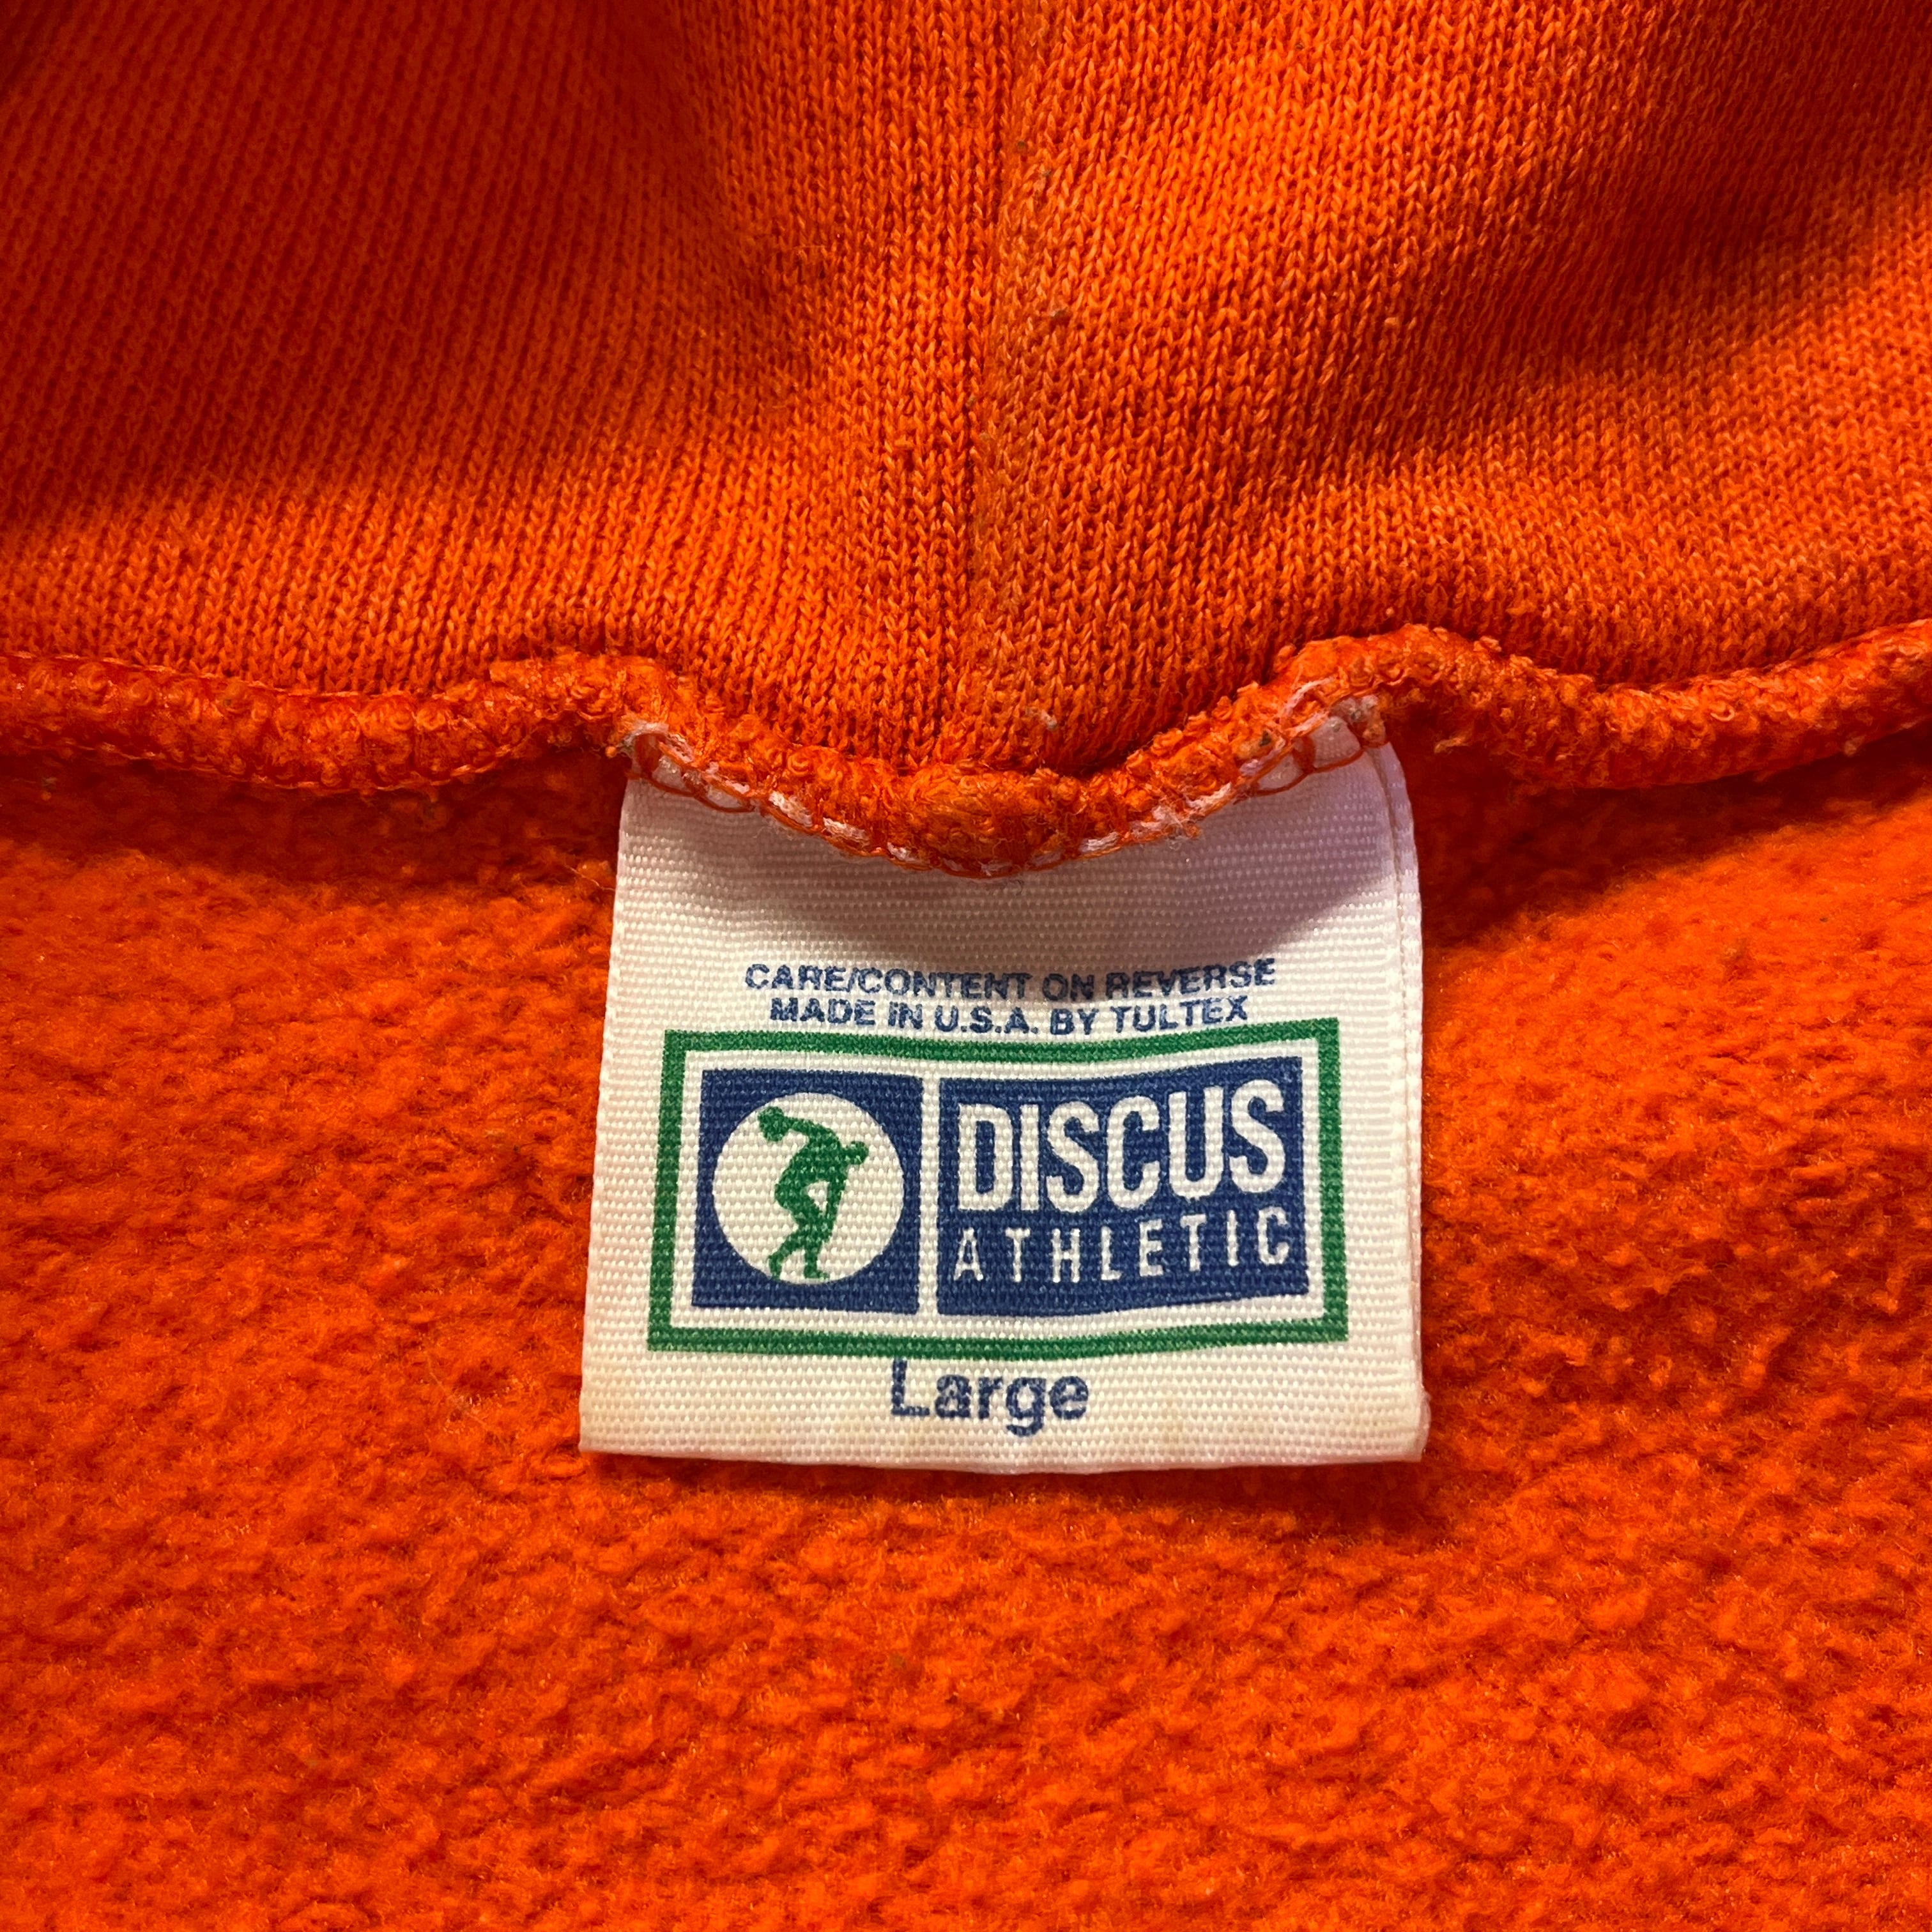 CARE/CONTENT ON REVERSE
MADE IN U.S.A. BY TULTEX
DISCUS
ATHLETIC
Large